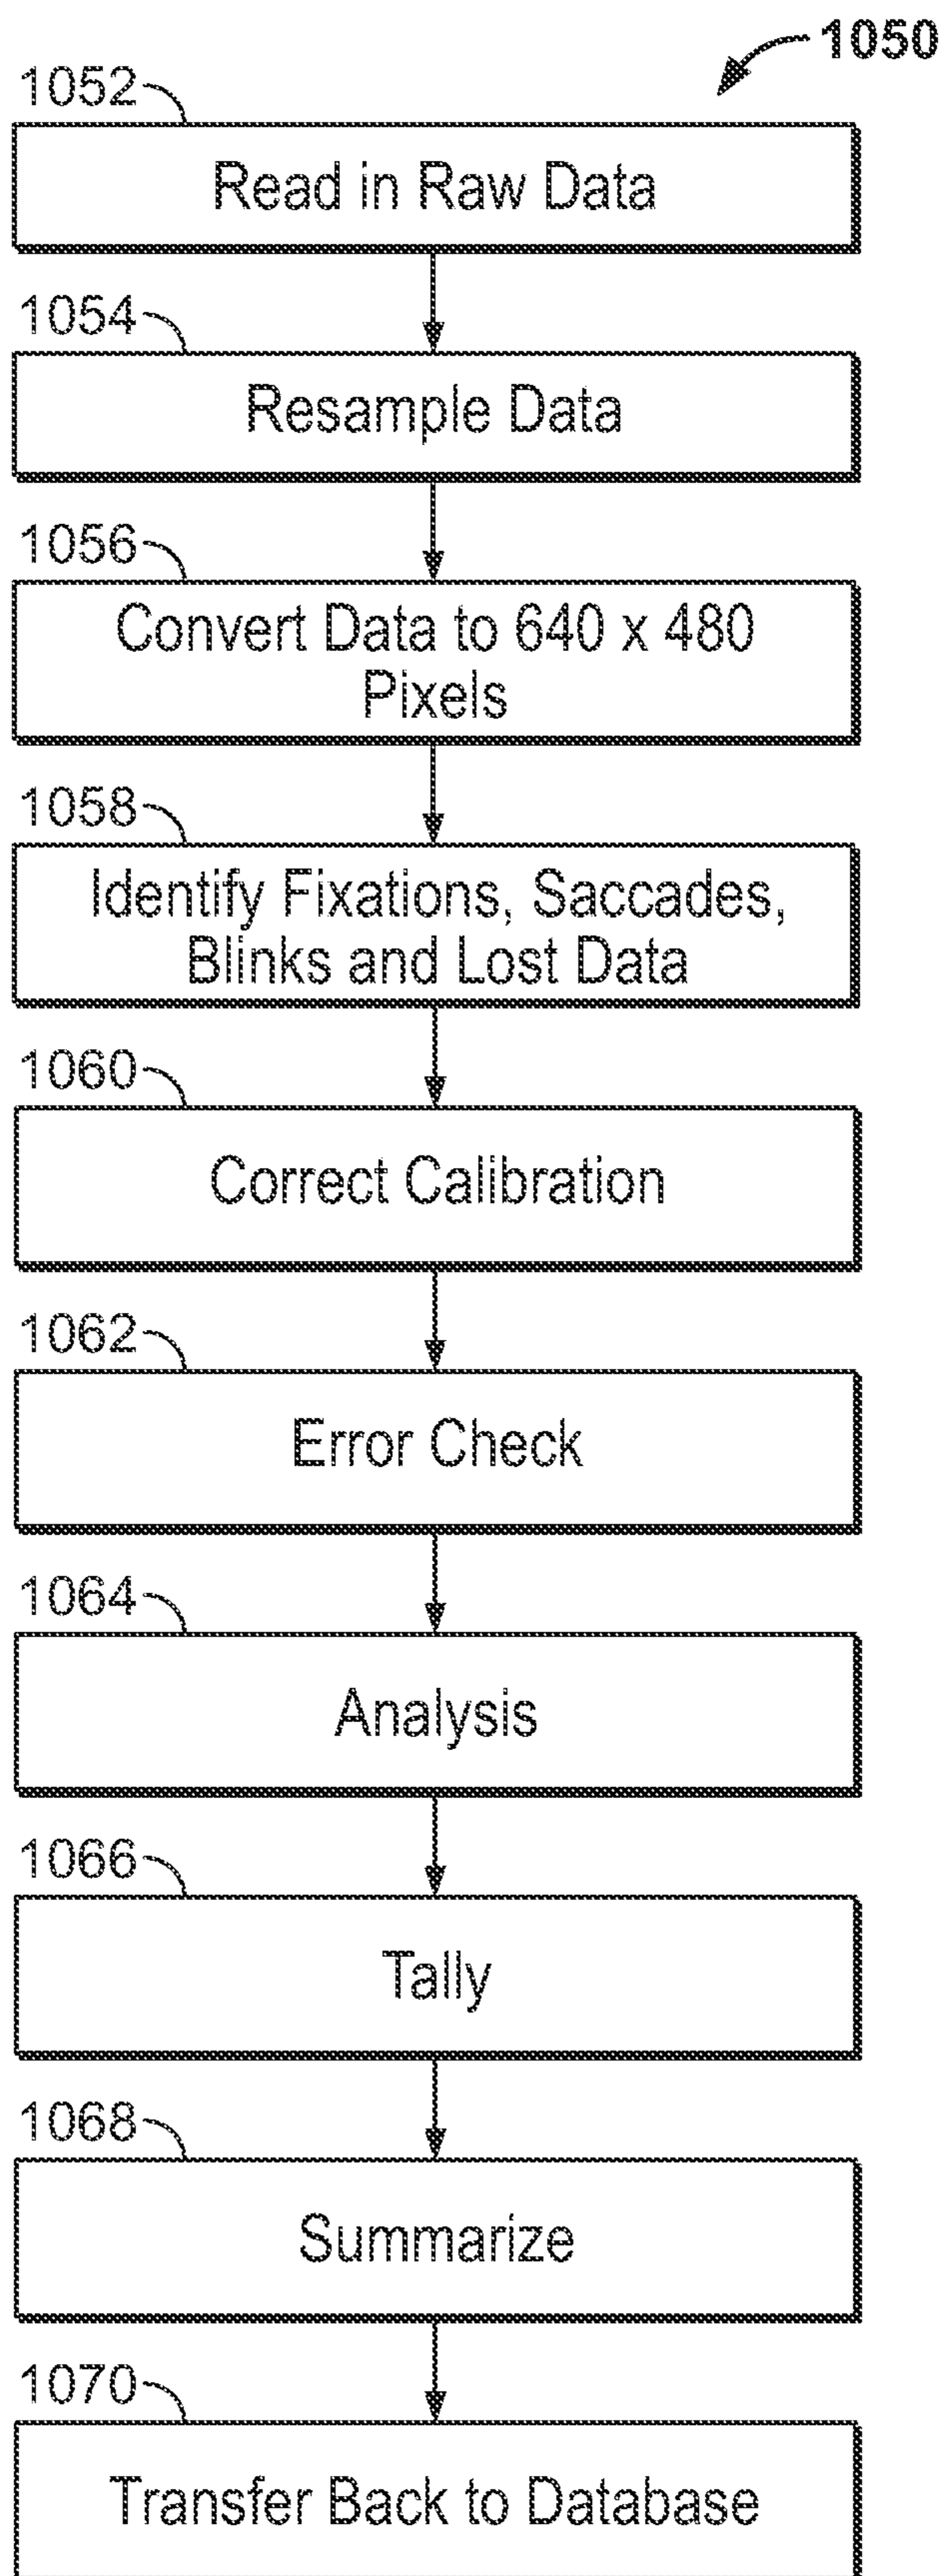 1050
1052
Read in Raw Data
1054
Resample Data
1056
Convert Data to 640 x 480
Pixels
1058
Identify Fixations, Saccades,
Blinks and Lost Data
1060
Correct Calibration
1062
Error Check
1064
Analysis
1066
Tally
1068
Summarize
1070
Transfer Back to Database